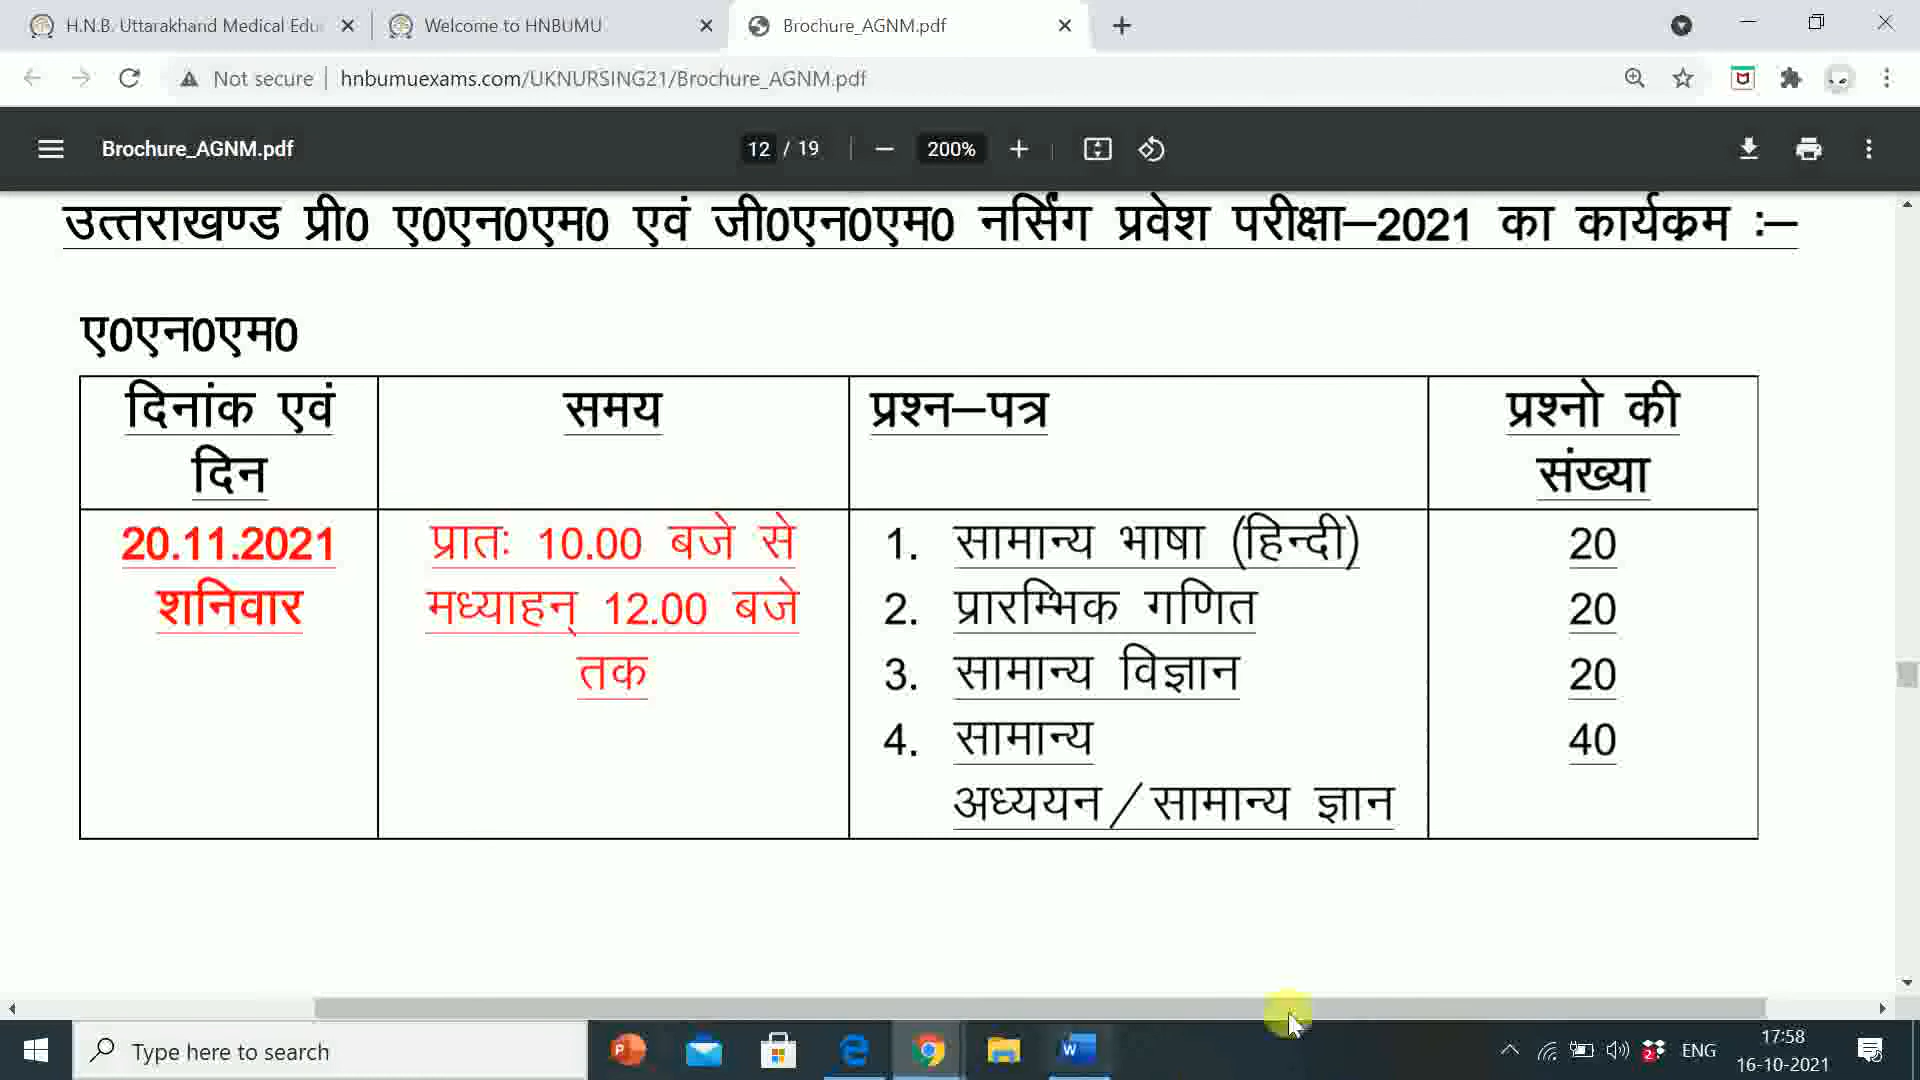 H.N.B. Uttarakhand Medical Edu
Welcome to HNBUMU
Brochure_AGNM.pdf
Not secure
hnbumuexams.com/UKNURSING21/Brochure_AGNM.pdf
Brochure_AGNM.pdf
12 / 19
200%
उत्तराखण्ड प्री0 ए0एन0एम0 एवं जी0एन0एम0 नर्सिंग प्रवेश परीक्षा–2021 का कार्यक्रम :–
ए0एन0एम0
दिनांक एवं दिन
समय
प्रश्न–पत्र
प्रश्नो की संख्या
20.11.2021
शनिवार
प्रातः 10.00 बजे से
मध्याहन् 12.00 बजे
तक
1. सामान्य भाषा (हिन्दी) 20
2. प्रारम्भिक गणित 20
3. सामान्य विज्ञान 20
4. सामान्य 40
अध्ययन/सामान्य ज्ञान
Type here to search
2
ENG
17:58
16-10-2021